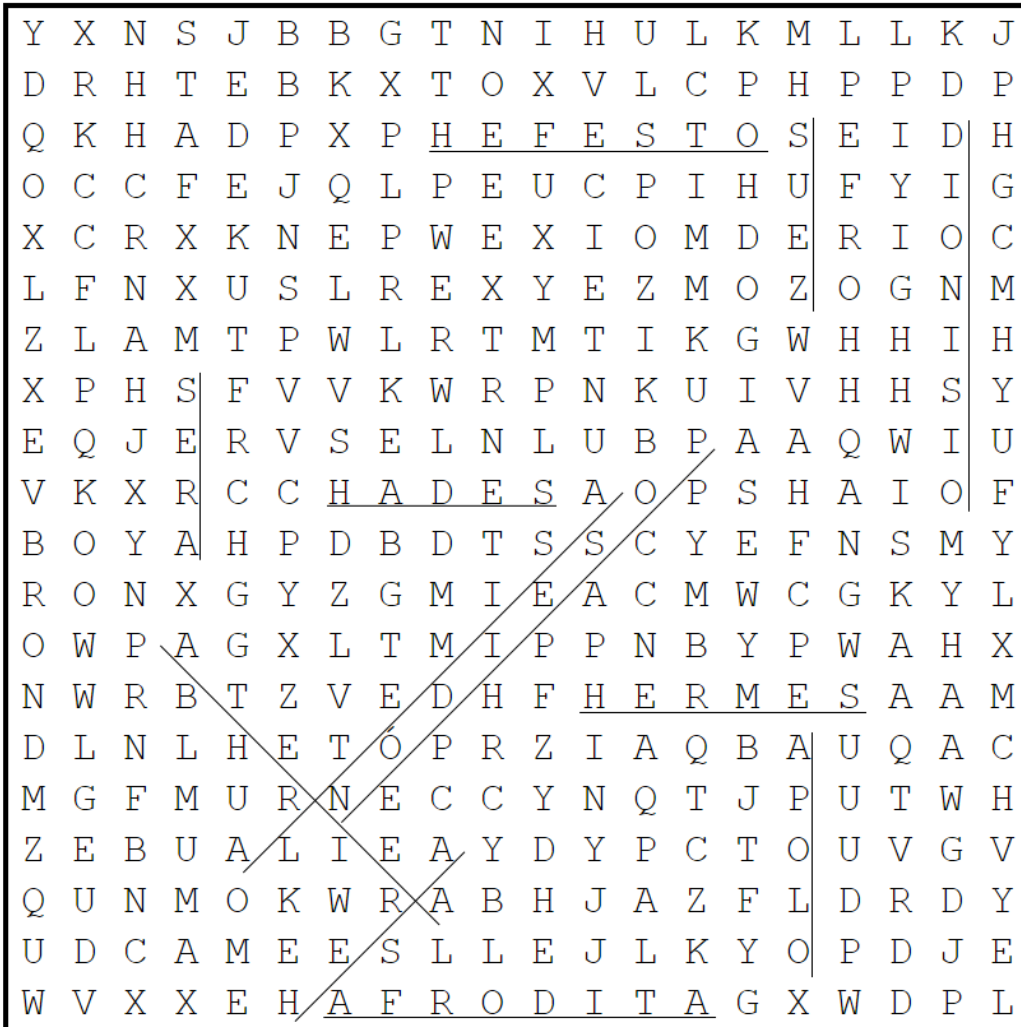 Y X N S J B B G T N I H U L K M L L K J
D R H T E B K X T O X V L C P H P P D P
Q K H A D P X P H E F E S T O S E I D H
O C C F E J Q L P E U C P I H U F Y I G
X C R X K N E P W E X I O M D E R I O C
L F N X U S L R E X Y E Z M O Z O G N M
Z L A M T P W L R T M T I K G W H H I H
X P H S F V V K W R P N K U I V H H S Y
E Q J E R V S E L N L U B P A A Q W I U
V K X R C C H A D E S A O P S H A I O F
B O Y A H P D B D T S S C Y E F N S M Y
R O N X G Y Z G M I E A C M W C G K Y L
O W P A G X L T M I P P N B Y P W A H X
N W R B T Z V E D H F H E R M E S A A M
D L N L H E T Ó P R Z I A Q B A U Q A C
M G F M U R N E C C Y N Q T J P U T W H
Z E B U A L I E A Y D Y P C T O U V G V
Q U N M O K W R A B H J A Z F L D R D Y
U D C A M E E S L L E J L K Y O P D J E
W V X X E H A F R O D I T A G X W D P L